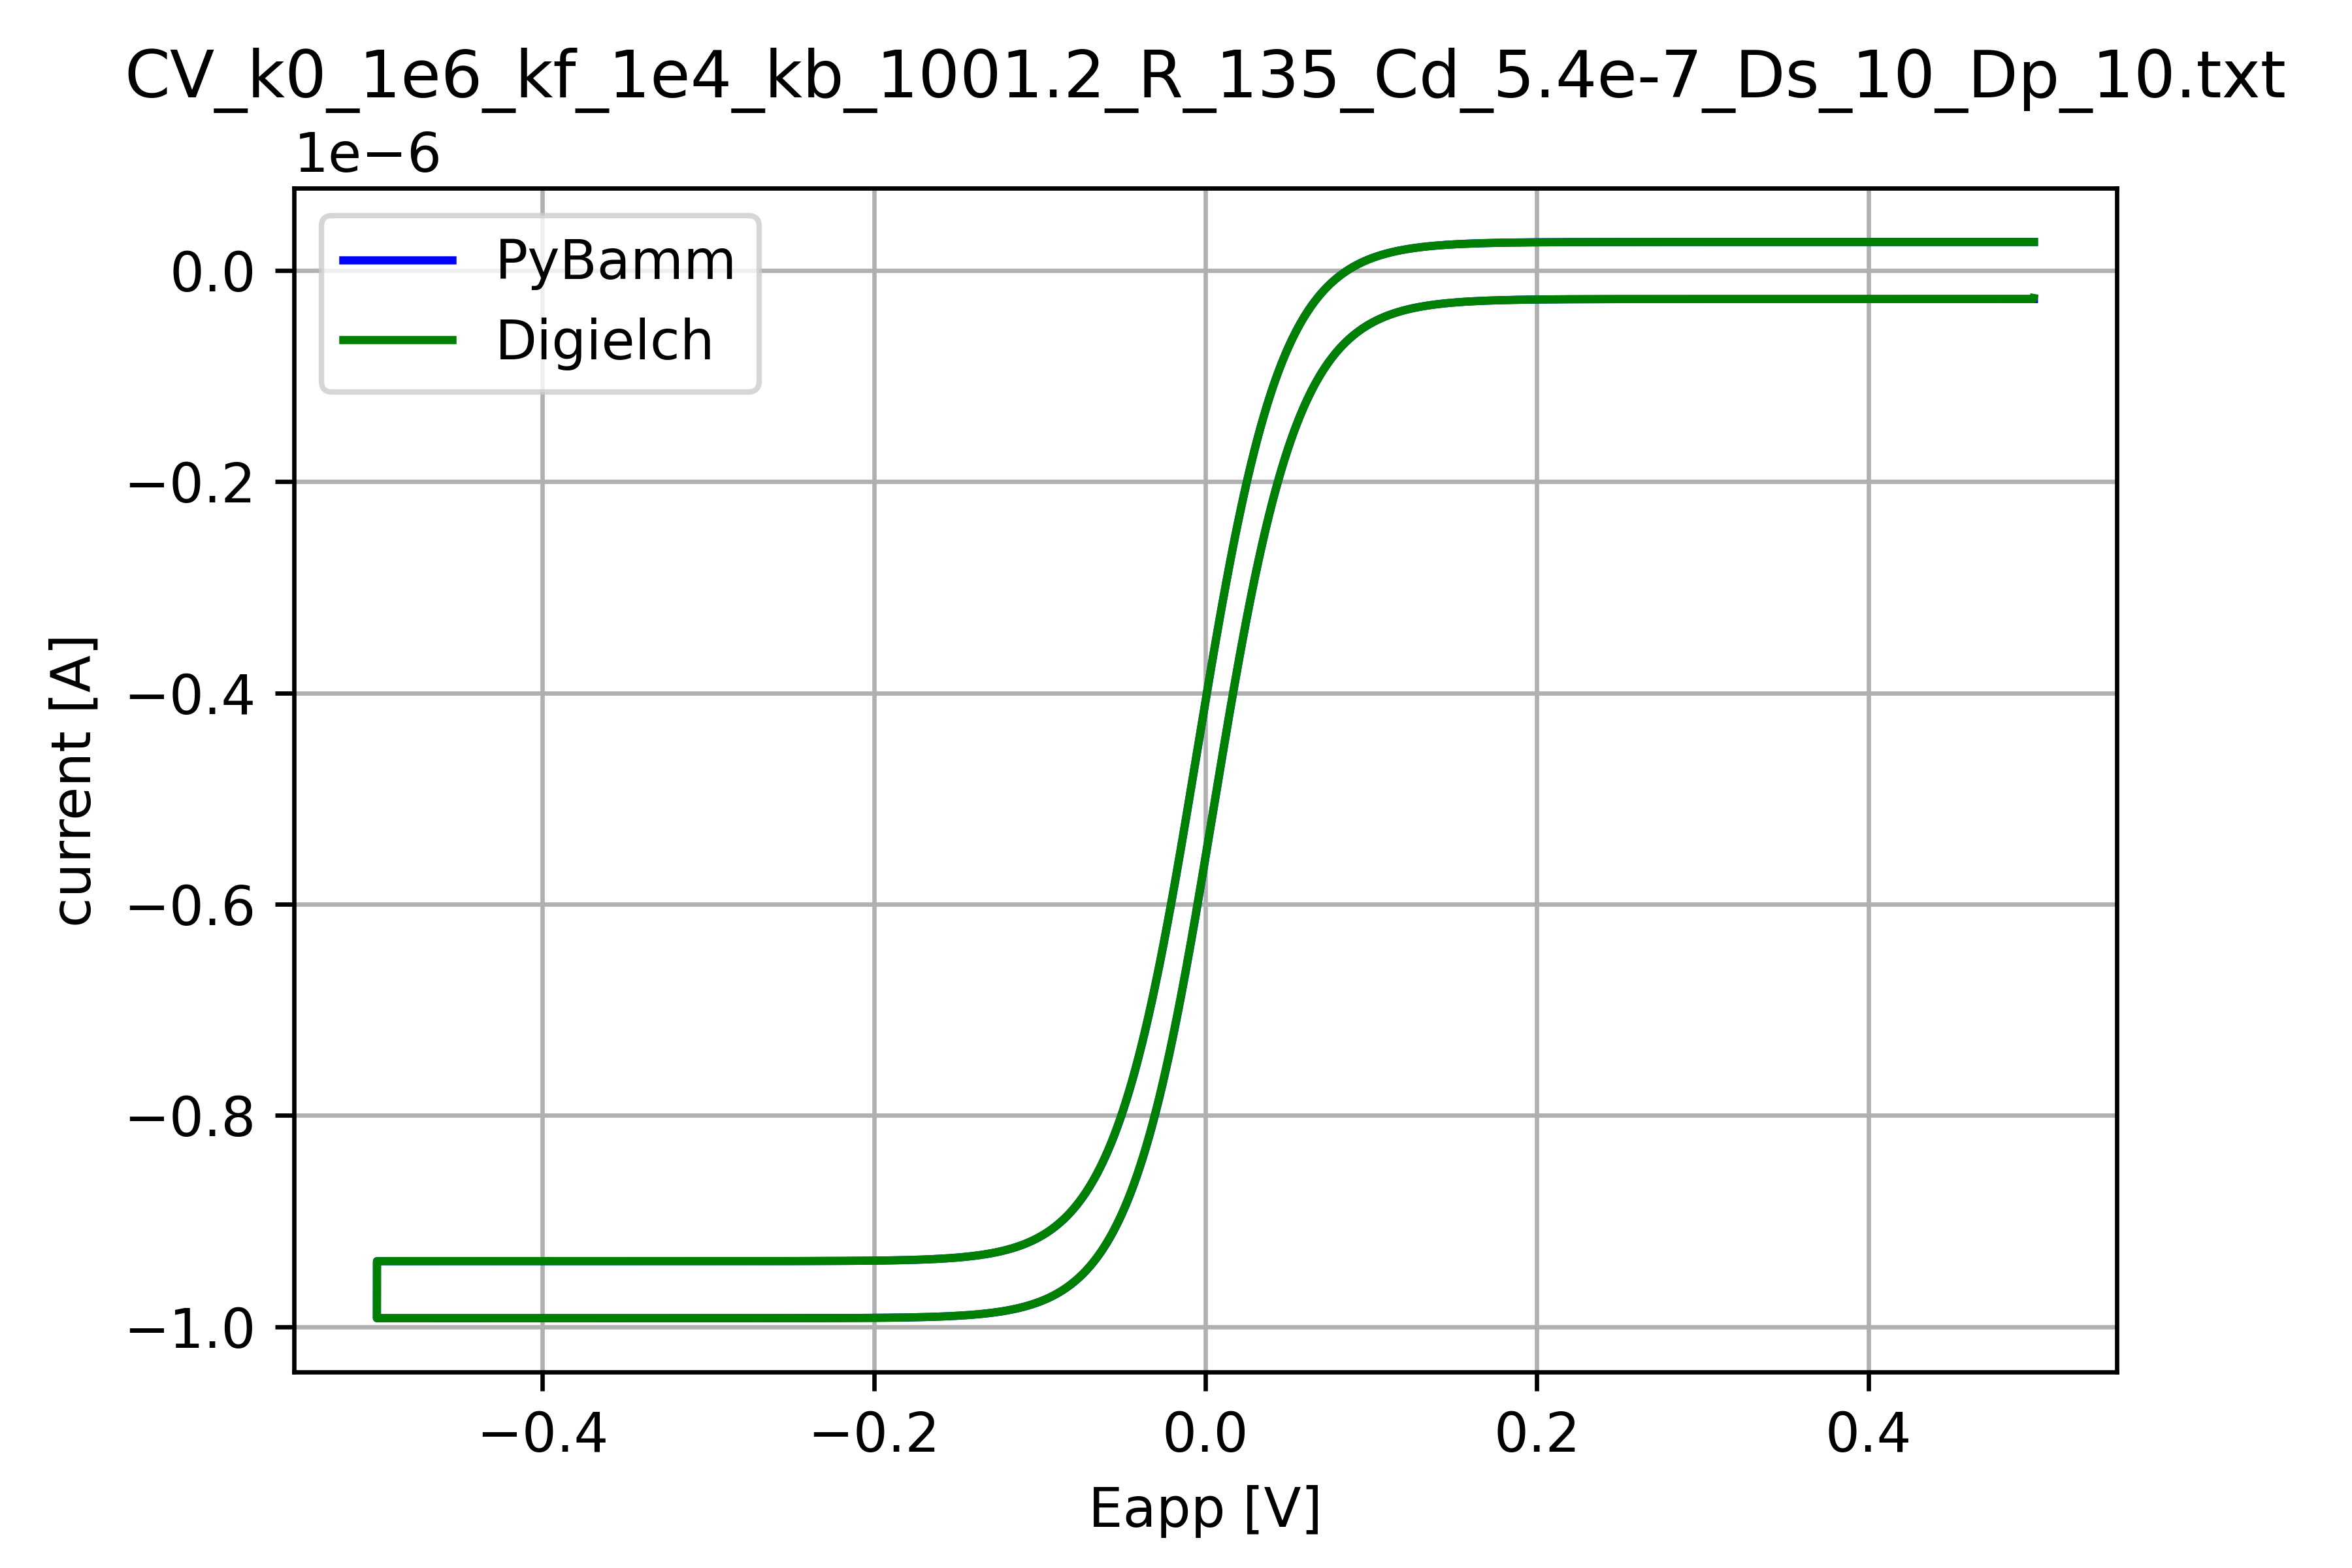 CV_k0_1e6_kf_1e4_kb_1001.2_R_135_Cd_5.4e-7_Ds_10_Dp_10.txt
1e−6
PyBamm
Digielch
0.0
−0.2
−0.4
−0.6
−0.8
−1.0
current [A]
−0.4 −0.2 0.0 0.2 0.4
Eapp [V]